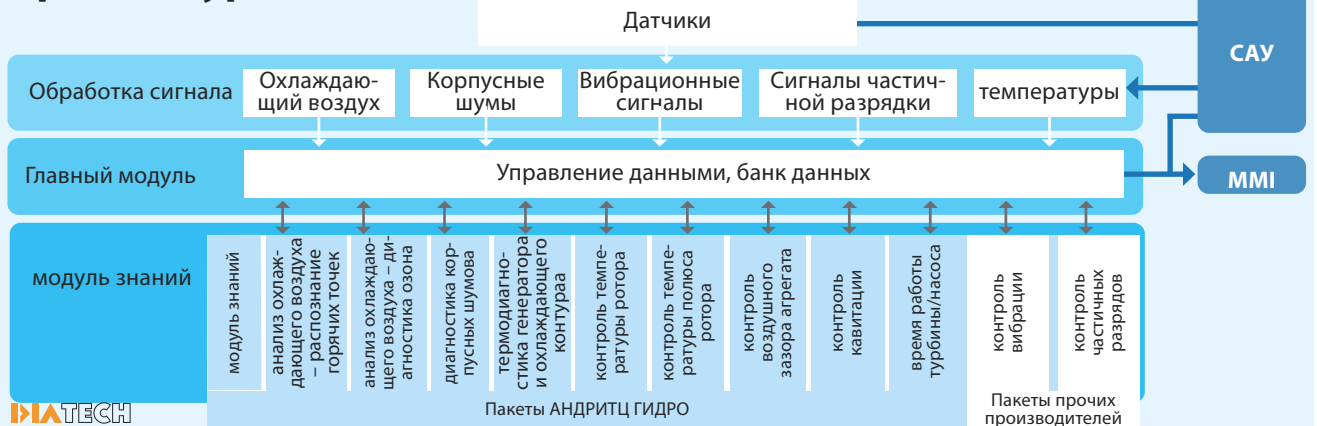 Датчики
САУ
Обработка сигнала
Охлаждаю-
щий воздух
Корпусные
шумы
Вибрационные
сигналы
Сигналы частич-
ной разрядки
температуры
Главный модуль
Управление данными, банк данных
MMI
модуль знаний
модуль знаний
анализ охлаж-
дающего воздуха
– распознание
горячих точек
анализ охлаждаю-
щего воздуха – ди-
агностика озона
диагностика кор-
пусных шумова
термодиагно-
стика генератора
и охлаждающего
контураа
контроль темпе-
ратуры ротора
контроль темпе-
ратуры полюса
ротора
контроль
воздушного
зазора агрегата
контроль
кавитации
время работы
турбины/насоса
контроль
вибрации
контроль
частичных
разрядов
DIATECH
Пакеты АНДРИТЦ ГИДРО
Пакеты прочих
производителей